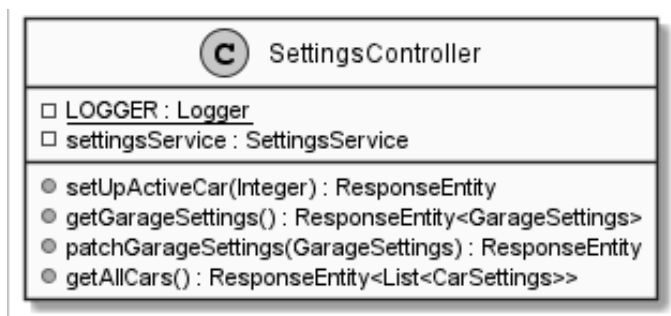 C SettingsController
LOGGER : Logger
settingsService : SettingsService
setUpActiveCar(Integer) : ResponseEntity
getGarageSettings() : ResponseEntity<GarageSettings>
patchGarageSettings(GarageSettings) : ResponseEntity
getAllCars() : ResponseEntity<List<CarSettings>>